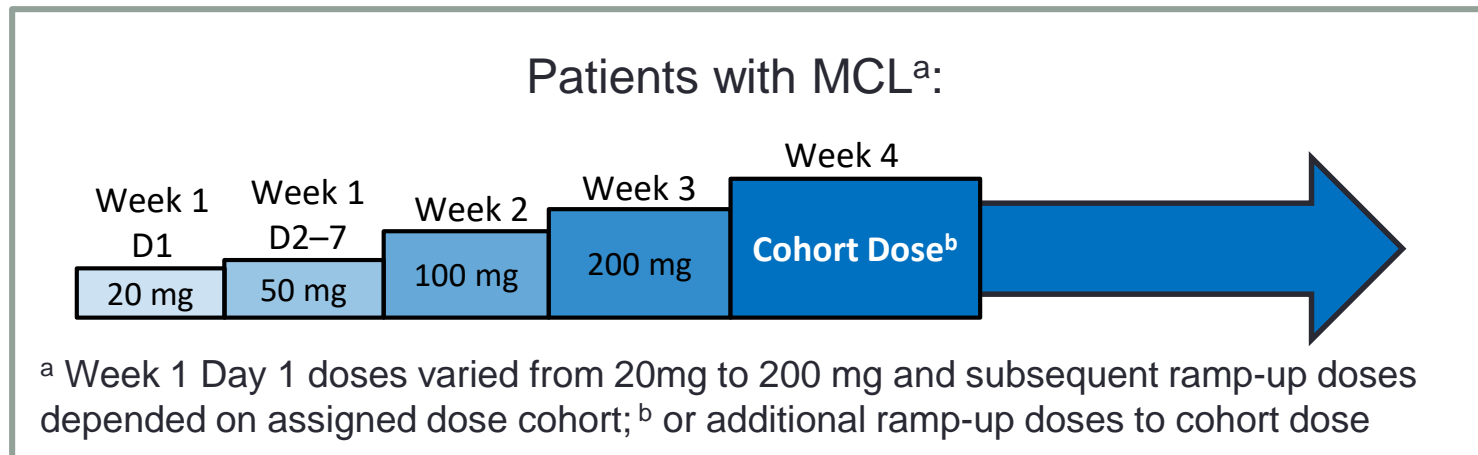 Patients with MCLᵃ:
Week 1
D1
20 mg
Week 1
D2–7
50 mg
Week 2
100 mg
Week 3
200 mg
Week 4
Cohort Doseᵇ
ᵃ Week 1 Day 1 doses varied from 20mg to 200 mg and subsequent ramp-up doses
depended on assigned dose cohort; ᵇ or additional ramp-up doses to cohort dose